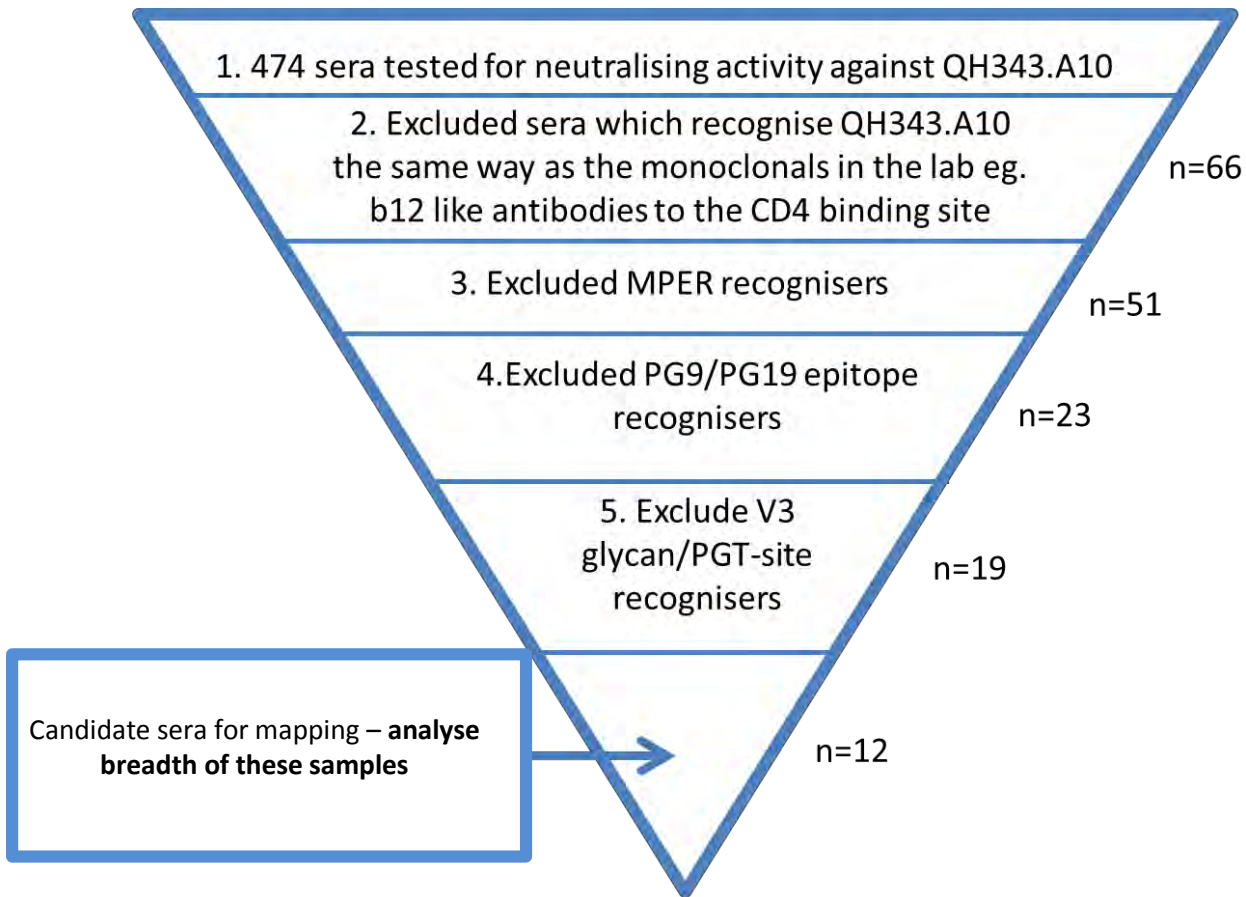 1. 474 sera tested for neutralising activity against QH343.A10
2. Excluded sera which recognise QH343.A10
the same way as the monoclonals in the lab eg.
b12 like antibodies to the CD4 binding site
n=66
3. Excluded MPER recognisers
n=51
4.Excluded PG9/PG19 epitope
recognisers
n=23
5. Exclude V3
glycan/PGT-site
recognisers
n=19
Candidate sera for mapping – analyse
breadth of these samples
n=12